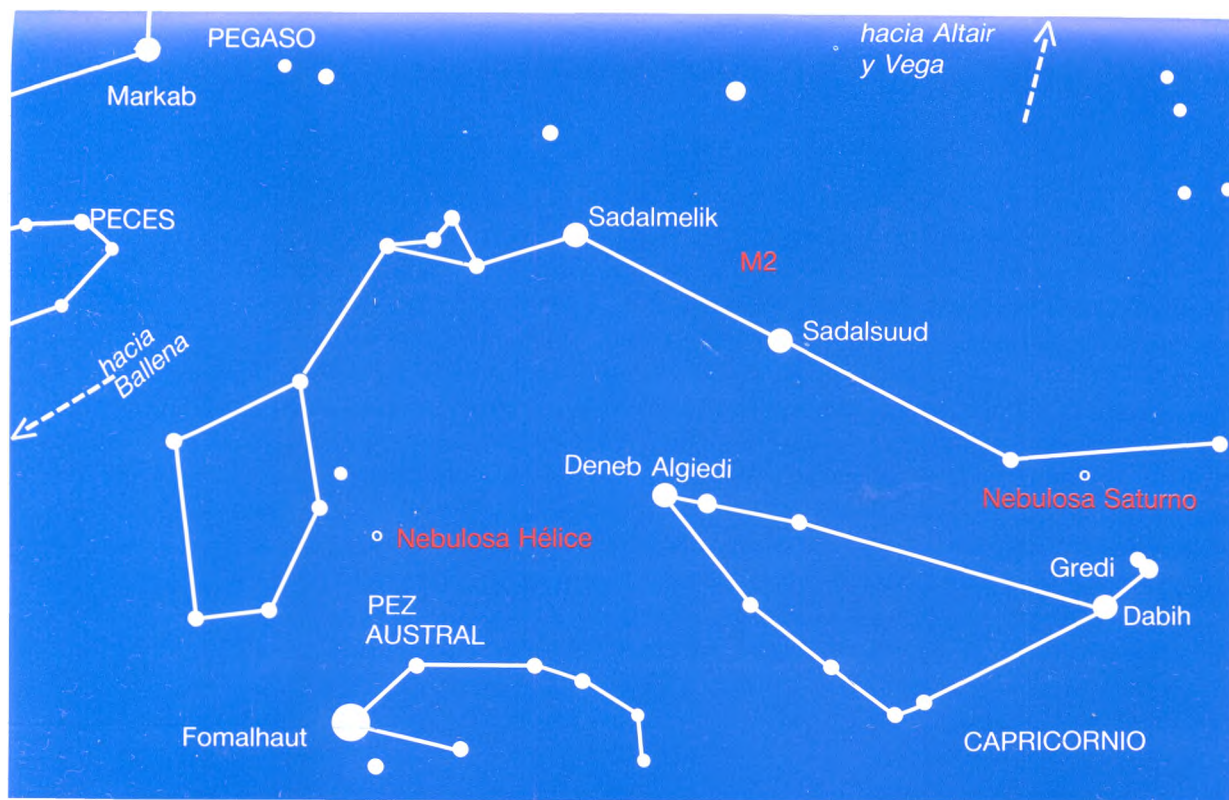 PEGASO
hacia Altair
y Vega
Markab
PECES
Sadalmelik
M2
Sadalsuud
hacia
Ballena
Deneb Algiedi
Nebulosa Saturno
Nebulosa Hélice
Gredi
PEZ
AUSTRAL
Dabih
Fomalhaut
CAPRICORNIO